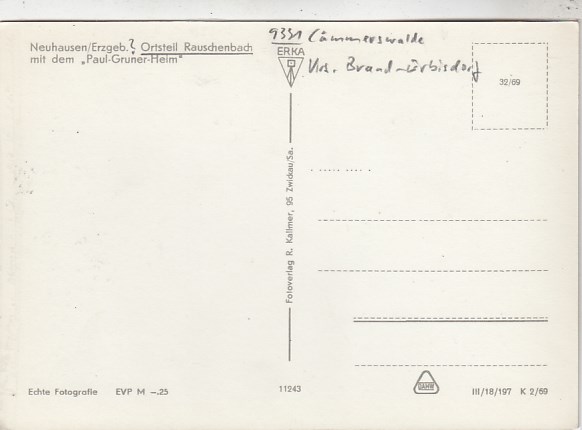 Neuhausen/Erzgeb.? Ortsteil Rauschenbach
mit dem „Paul-Gruner-Heim"
9331 Cämmerswalde
Krs. Brand-Erbisdorf
ERKA
32/69
Fotoverlag R. Kallmer, 95 Zwickau/Sa.
Echte Fotografie EVP M —.25
11243
III/18/197 K 2/69